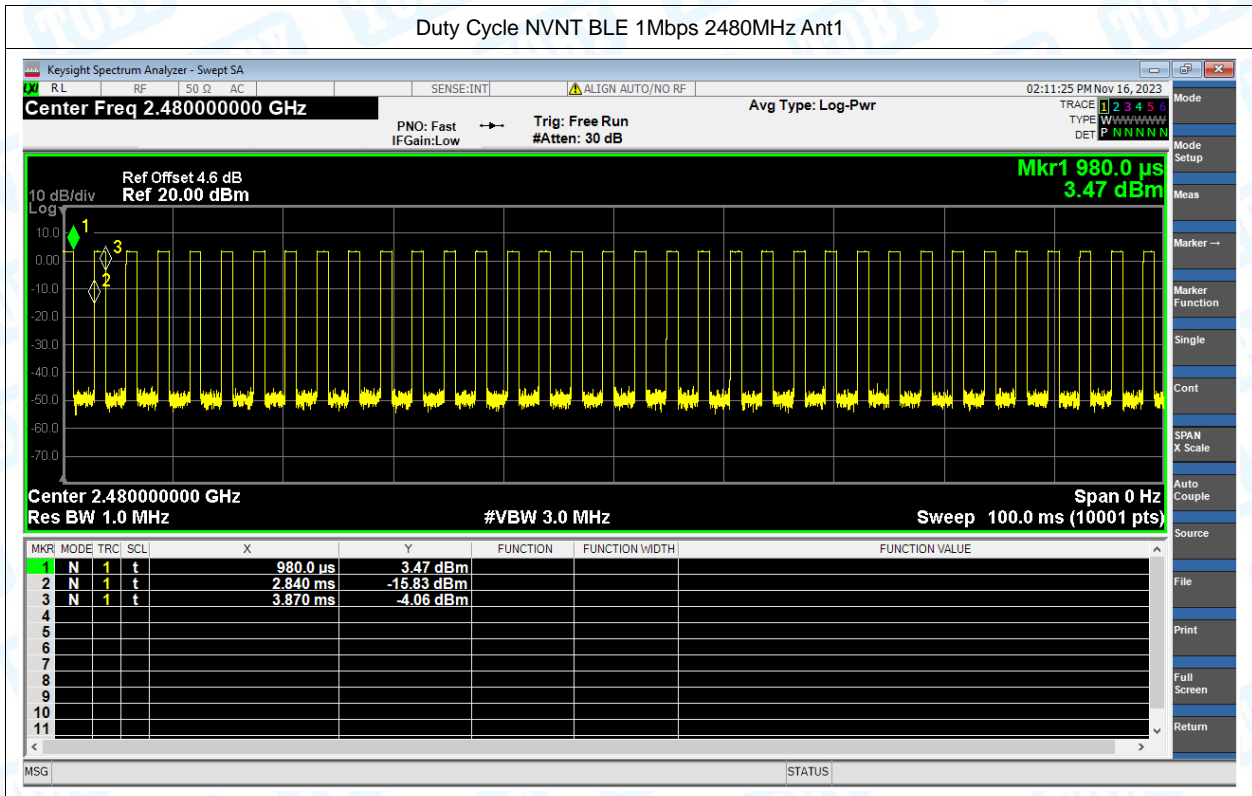 Duty Cycle NVNT BLE 1Mbps 2480MHz Ant1
Keysight Spectrum Analyzer - Swept SA
LXI RL RF 50 Ω AC SENSE:INT ALIGN AUTO/NO RF 02:11:25 PM Nov 16, 2023
Center Freq 2.480000000 GHz
PNO: Fast
IFGain:Low
Trig: Free Run
#Atten: 30 dB
Avg Type: Log-Pwr
TRACE 1 2 3 4 5 6
TYPE WWWWWW
DET P N N N N N
Ref Offset 4.6 dB
Ref 20.00 dBm
10 dB/div
Log
Mkr1 980.0 µs
3.47 dBm
10.0
0.00
-10.0
-20.0
-30.0
-40.0
-50.0
-60.0
-70.0
1
3
2
Center 2.480000000 GHz
Span 0 Hz
Res BW 1.0 MHz
#VBW 3.0 MHz
Sweep 100.0 ms (10001 pts)
MKR MODE TRC SCL X Y FUNCTION FUNCTION WIDTH FUNCTION VALUE
1 N 1 t 980.0 µs 3.47 dBm
2 N 1 t 2.840 ms -15.83 dBm
3 N 1 t 3.870 ms -4.06 dBm
4
5
6
7
8
9
10
11
MSG
STATUS
Mode
Mode Setup
Meas
Marker →
Marker Function
Single
Cont
SPAN X Scale
Auto Couple
Source
File
Print
Full Screen
Return
TOBY